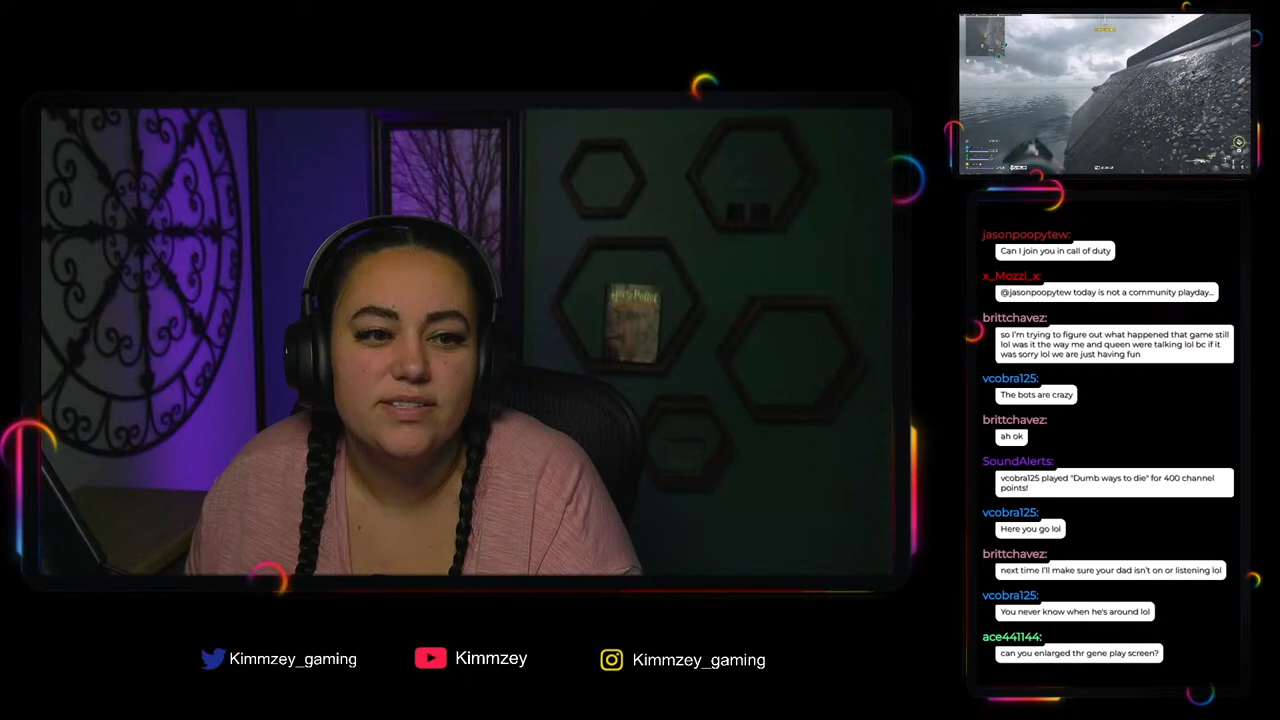 Harry Potter
jasonpoopytew:
Can I join you in call of duty
x_Mozzi_x:
@jasonpoopytew today is not a community playday...
brittchavez:
so I'm trying to figure out what happened that game still
lol was it the way me and queen were talking lol bc if it
was sorry lol we are just having fun
vcobra125:
The bots are crazy
brittchavez:
ah ok
SoundAlerts:
vcobra125 played "Dumb ways to die" for 400 channel
points!
vcobra125:
Here you go lol
brittchavez:
next time I'll make sure your dad isn't on or listening lol
vcobra125:
You never know when he's around lol
ace441144:
can you enlarged thr gene play screen?
Kimmzey_gaming
Kimmzey
Kimmzey_gaming